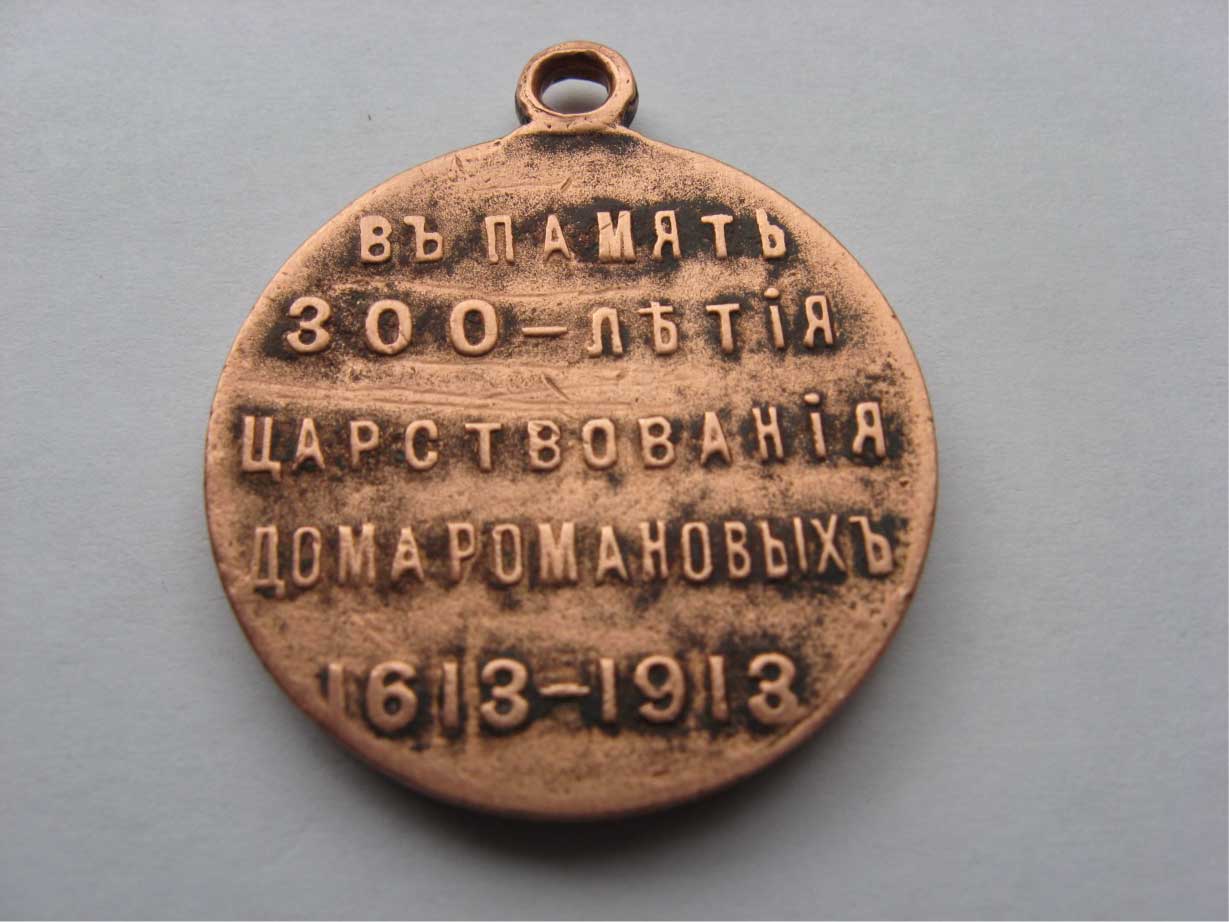 ВЪ ПАМЯТЬ
300-ЛѢТІЯ
ЦАРСТВОВАНІЯ
ДОМА РОМАНОВЫХЪ
1613-1913